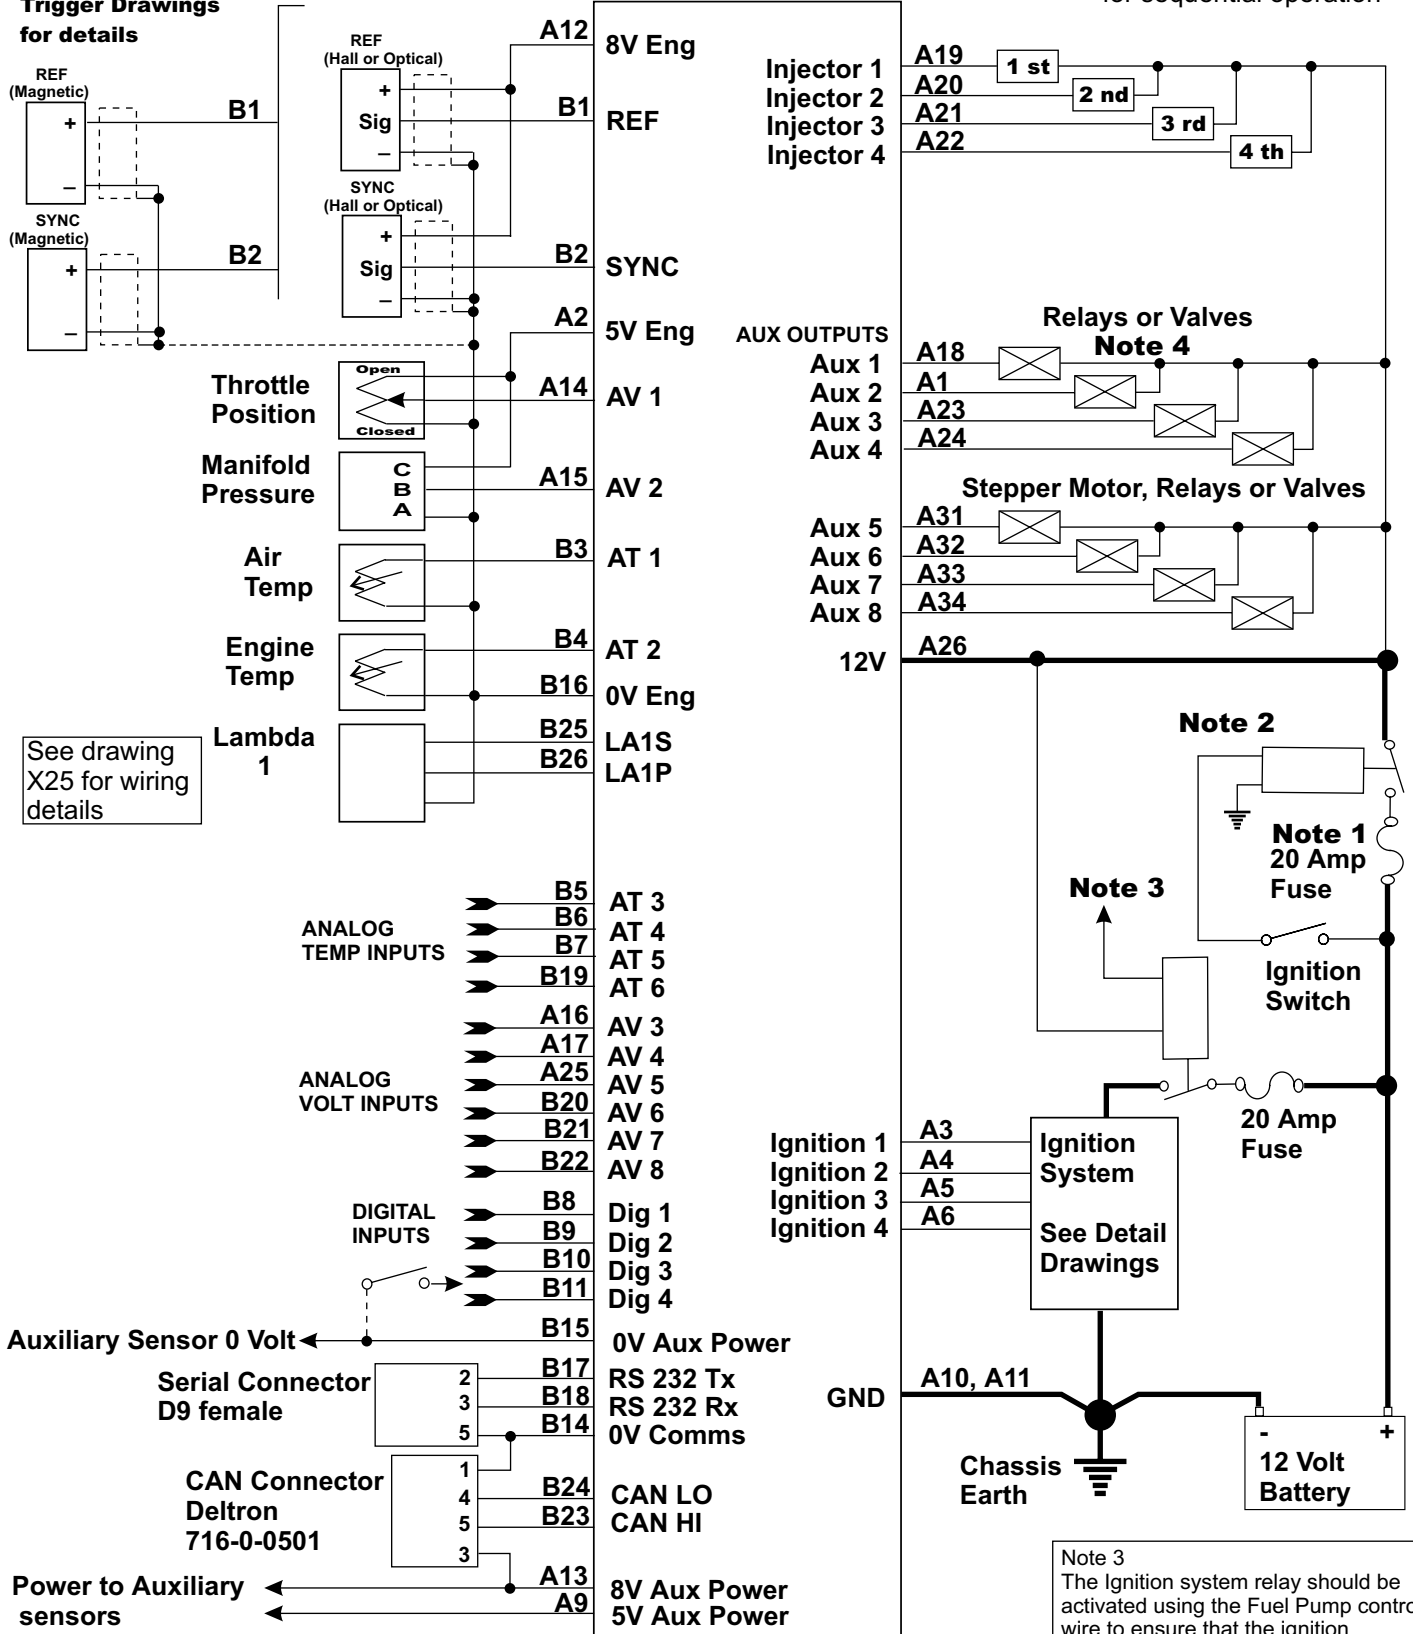 Trigger Drawings
for details
for sequential operation
REF
(Magnetic)
+
–
B1
SYNC
(Magnetic)
+
–
B2
REF
(Hall or Optical)
+
Sig
–
SYNC
(Hall or Optical)
+
Sig
–
A12
8V Eng
B1
REF
B2
SYNC
A2
5V Eng
Throttle
Position
Open
Closed
A14
AV 1
Manifold
Pressure
C
B
A
A15
AV 2
Air
Temp
B3
AT 1
Engine
Temp
B4
AT 2
B16
0V Eng
See drawing
X25 for wiring
details
Lambda
1
B25
LA1S
B26
LA1P
ANALOG
TEMP INPUTS
B5
AT 3
B6
AT 4
B7
AT 5
B19
AT 6
ANALOG
VOLT INPUTS
A16
AV 3
A17
AV 4
A25
AV 5
B20
AV 6
B21
AV 7
B22
AV 8
DIGITAL
INPUTS
B8
Dig 1
B9
Dig 2
B10
Dig 3
B11
Dig 4
Auxiliary Sensor 0 Volt
B15
0V Aux Power
Serial Connector
D9 female
2
3
5
B17
RS 232 Tx
B18
RS 232 Rx
B14
0V Comms
CAN Connector
Deltron
716-0-0501
1
4
5
3
B24
CAN LO
B23
CAN HI
Power to Auxiliary
sensors
A13
8V Aux Power
A9
5V Aux Power
Injector 1
A19
1 st
Injector 2
A20
2 nd
Injector 3
A21
3 rd
Injector 4
A22
4 th
Relays or Valves
Note 4
AUX OUTPUTS
Aux 1
A18
Aux 2
A1
Aux 3
A23
Aux 4
A24
Stepper Motor, Relays or Valves
Aux 5
A31
Aux 6
A32
Aux 7
A33
Aux 8
A34
12V
A26
Note 2
Note 1
20 Amp
Fuse
Note 3
Ignition
Switch
20 Amp
Fuse
Ignition 1
A3
Ignition 2
A4
Ignition 3
A5
Ignition 4
A6
Ignition
System
See Detail
Drawings
GND
A10, A11
Chassis
Earth
-
+
12 Volt
Battery
Note 3
The Ignition system relay should be
activated using the Fuel Pump contro
wire to ensure that the ignition